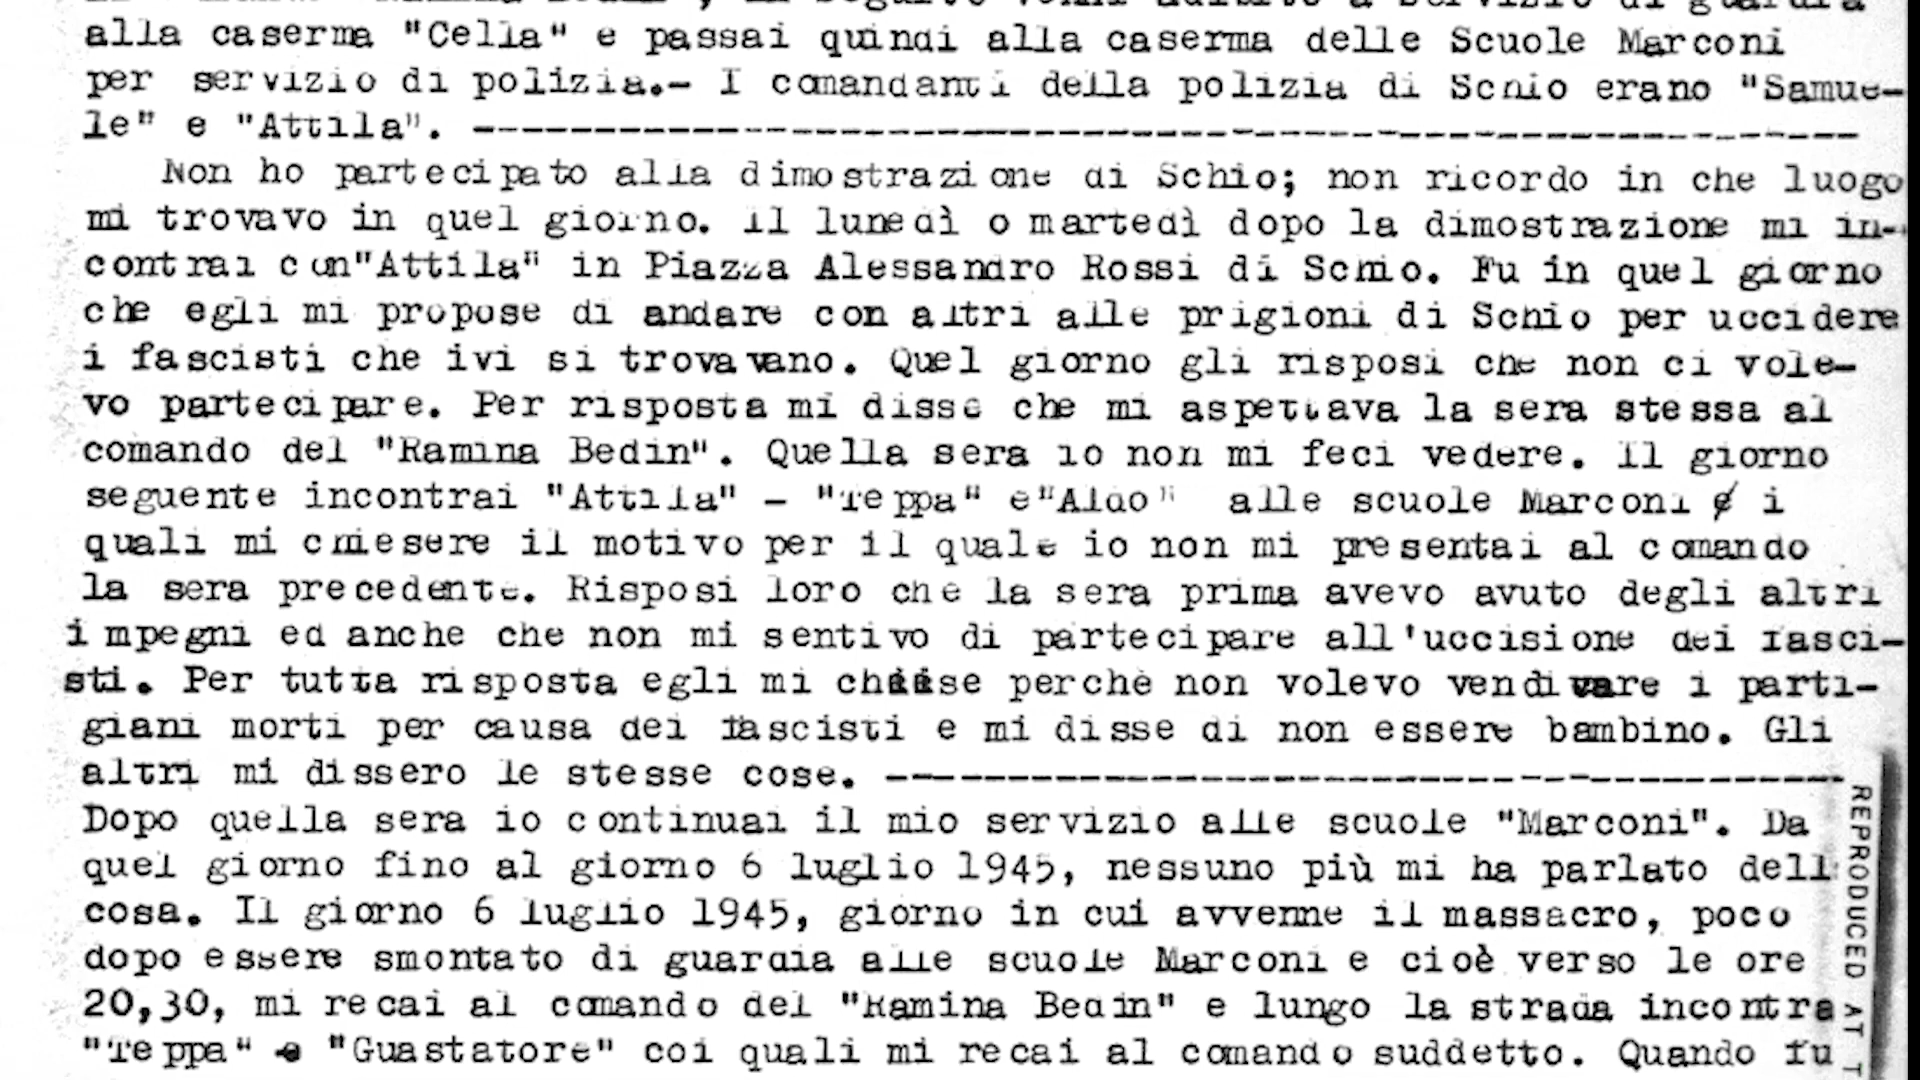 "Ramina Bedin", in seguito venni adibito a servizio di guardia
alla caserma "Cella" e passai quindi alla caserma delle Scuole Marconi
per servizio di polizia.- I comandanti della polizia di Schio erano "Samue-
le" e "Attila". ---------------------------------------------------------
Non ho partecipato alla dimostrazione di Schio; non ricordo in che luogo
mi trovavo in quel giorno. Il lunedì o martedì dopo la dimostrazione mi in-
contrai con"Attila" in Piazza Alessandro Rossi di Schio. Fu in quel giorno
che egli mi propose di andare con altri alle prigioni di Schio per uccidere
i fascisti che ivi si trovavano. Quel giorno gli risposi che non ci vole-
vo partecipare. Per risposta mi disse che mi aspettava la sera stessa al
comando del "Ramina Bedin". Quella sera io non mi feci vedere. Il giorno
seguente incontrai "Attila" - "Teppa" e"Aldo" alle scuole Marconi i
quali mi chiesere il motivo per il quale io non mi presentai al comando
la sera precedente. Risposi loro che la sera prima avevo avuto degli altri
impegni ed anche che non mi sentivo di partecipare all'uccisione dei fasci-
sti. Per tutta risposta egli mi chiise perchè non volevo vendivare i parti-
giani morti per causa dei fascisti e mi disse di non essere bambino. Gli
altri mi dissero le stesse cose. ---------------------------------------
Dopo quella sera io continuai il mio servizio alle scuole "Marconi". Da
quel giorno fino al giorno 6 luglio 1945, nessuno più mi ha parlato dell
cosa. Il giorno 6 luglio 1945, giorno in cui avvenne il massacro, poco
dopo essere smontato di guardia alle scuole Marconi e cioè verso le ore
20,30, mi recai al comando del "Ramina Bedin" e lungo la strada incontra
"Teppa" e "Guastatore" coi quali mi recai al comando suddetto. Quando fu
REPRODUCED AT T